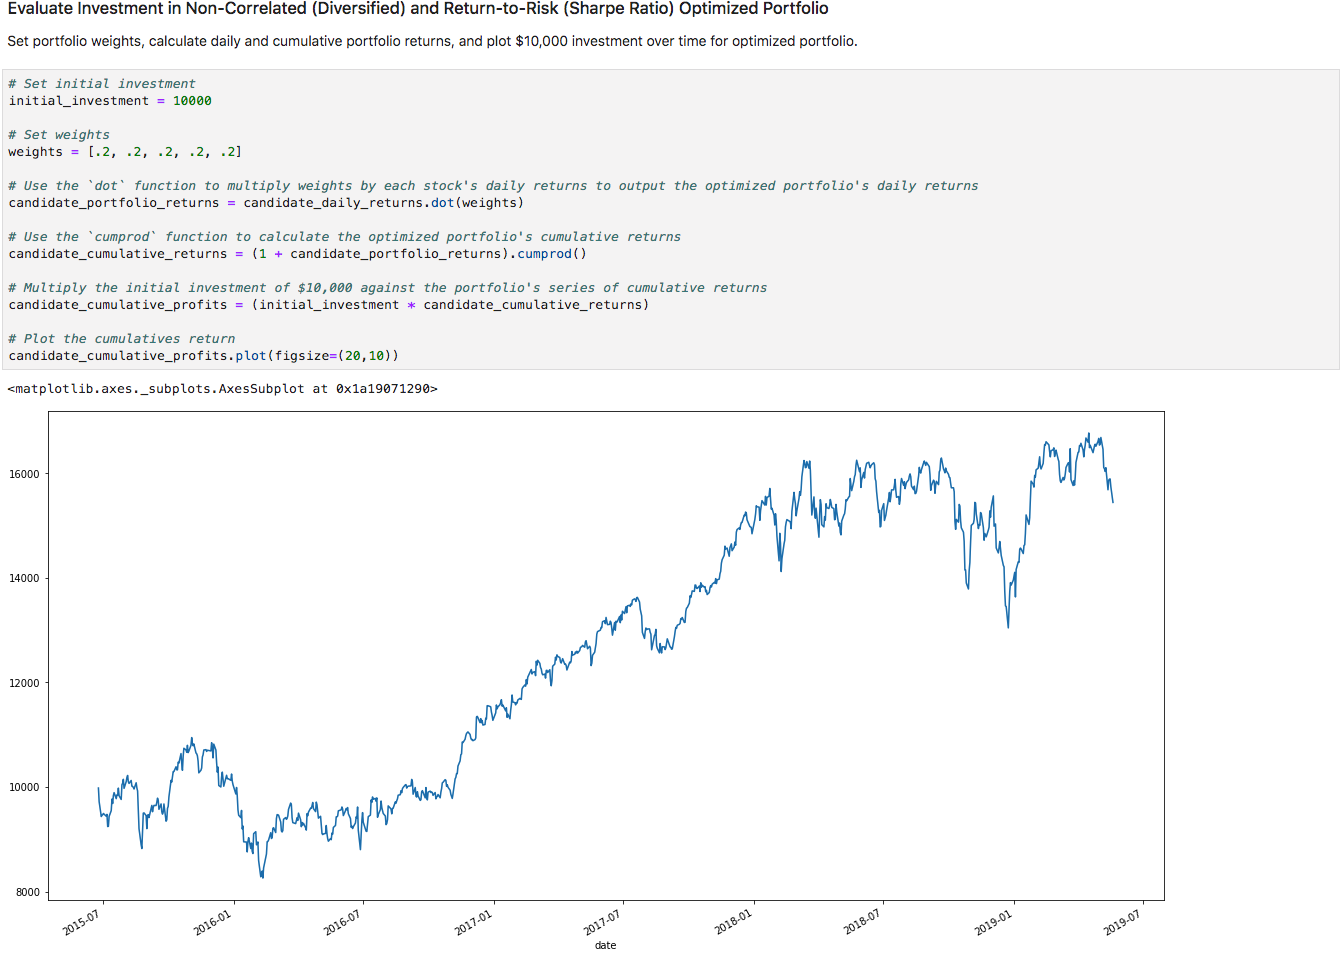 Evaluate Investment in Non-Correlated (Diversified) and Return-to-Risk (Sharpe Ratio) Optimized Portfolio
Set portfolio weights, calculate daily and cumulative portfolio returns, and plot $10,000 investment over time for optimized portfolio.
# Set initial investment
initial_investment = 10000
# Set weights
weights = [.2, .2, .2, .2, .2]
# Use the `dot` function to multiply weights by each stock's daily returns to output the optimized portfolio's daily returns
candidate_portfolio_returns = candidate_daily_returns.dot(weights)
# Use the `cumprod` function to calculate the optimized portfolio's cumulative returns
candidate_cumulative_returns = (1 + candidate_portfolio_returns).cumprod()
# Multiply the initial investment of $10,000 against the portfolio's series of cumulative returns
candidate_cumulative_profits = (initial_investment * candidate_cumulative_returns)
# Plot the cumulatives return
candidate_cumulative_profits.plot(figsize=(20,10))
<matplotlib.axes._subplots.AxesSubplot at 0x1a19071290>
16000
14000
12000
10000
8000
2015-07
2016-01
2016-07
2017-01
2017-07
2018-01
2018-07
2019-01
2019-07
date